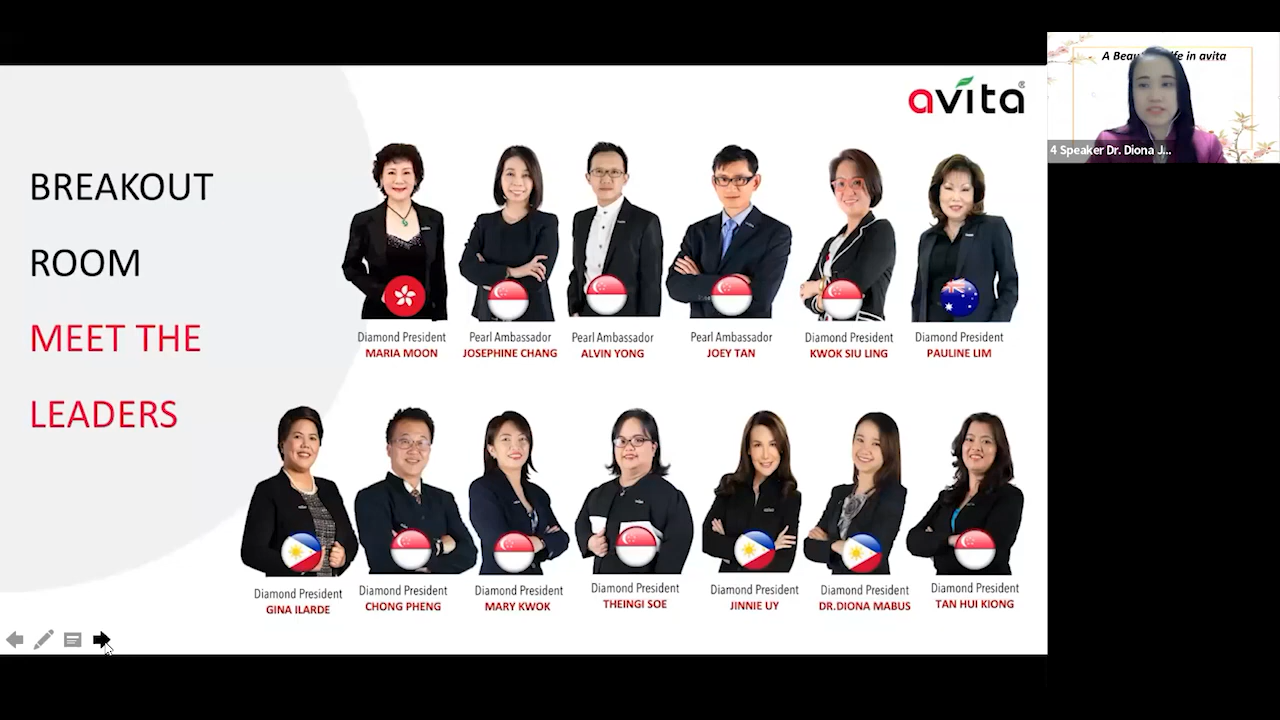 avita®
BREAKOUT
ROOM
MEET THE
LEADERS
Diamond President
MARIA MOON
Pearl Ambassador
JOSEPHINE CHANG
Pearl Ambassador
ALVIN YONG
Pearl Ambassador
JOEY TAN
Diamond President
KWOK SIU LING
Diamond President
PAULINE LIM
Diamond President
GINA ILARDE
Diamond President
CHONG PHENG
Diamond President
MARY KWOK
Diamond President
THEINGI SOE
Diamond President
JINNIE UY
Diamond President
DR.DIONA MABUS
Diamond President
TAN HUI KIONG
in avita
4 Speaker Dr. Diona J...